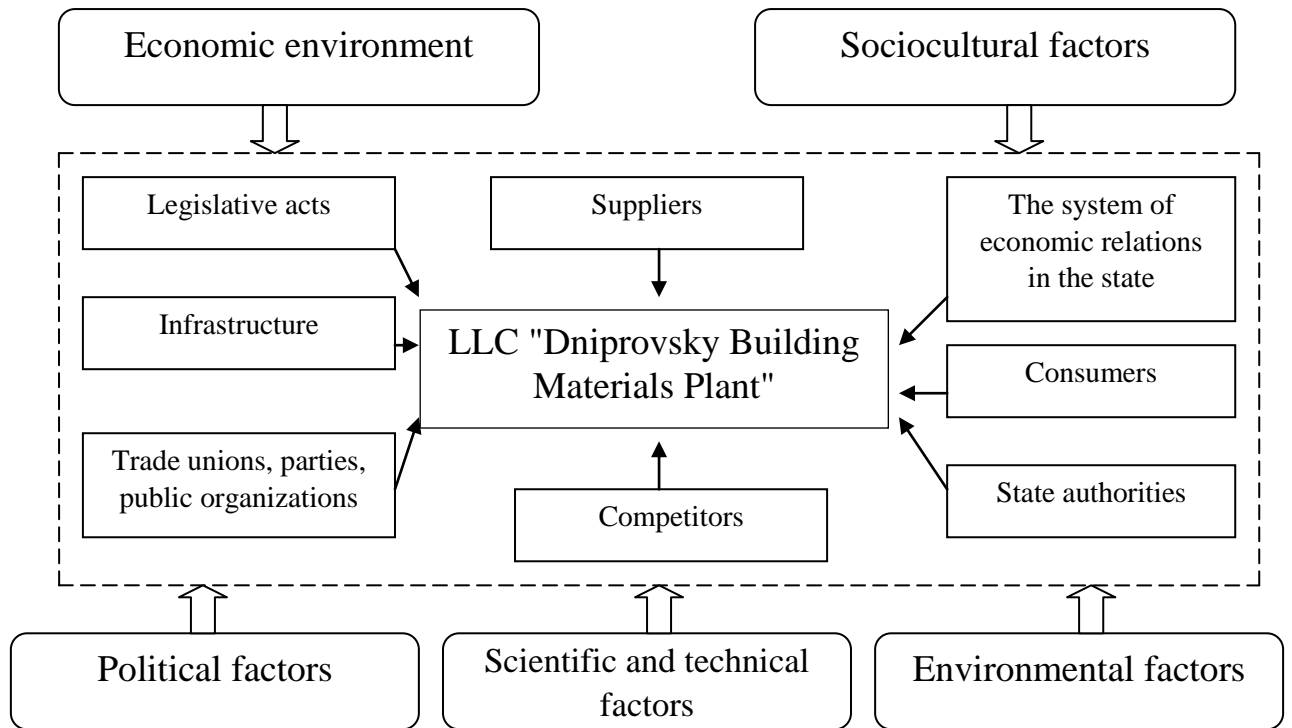 Economic environment
Sociocultural factors
Legislative acts
Suppliers
The system of
economic relations
in the state
Infrastructure
LLC "Dniprovsky Building
Materials Plant"
Consumers
Trade unions, parties,
public organizations
Competitors
State authorities
Political factors
Scientific and technical
factors
Environmental factors